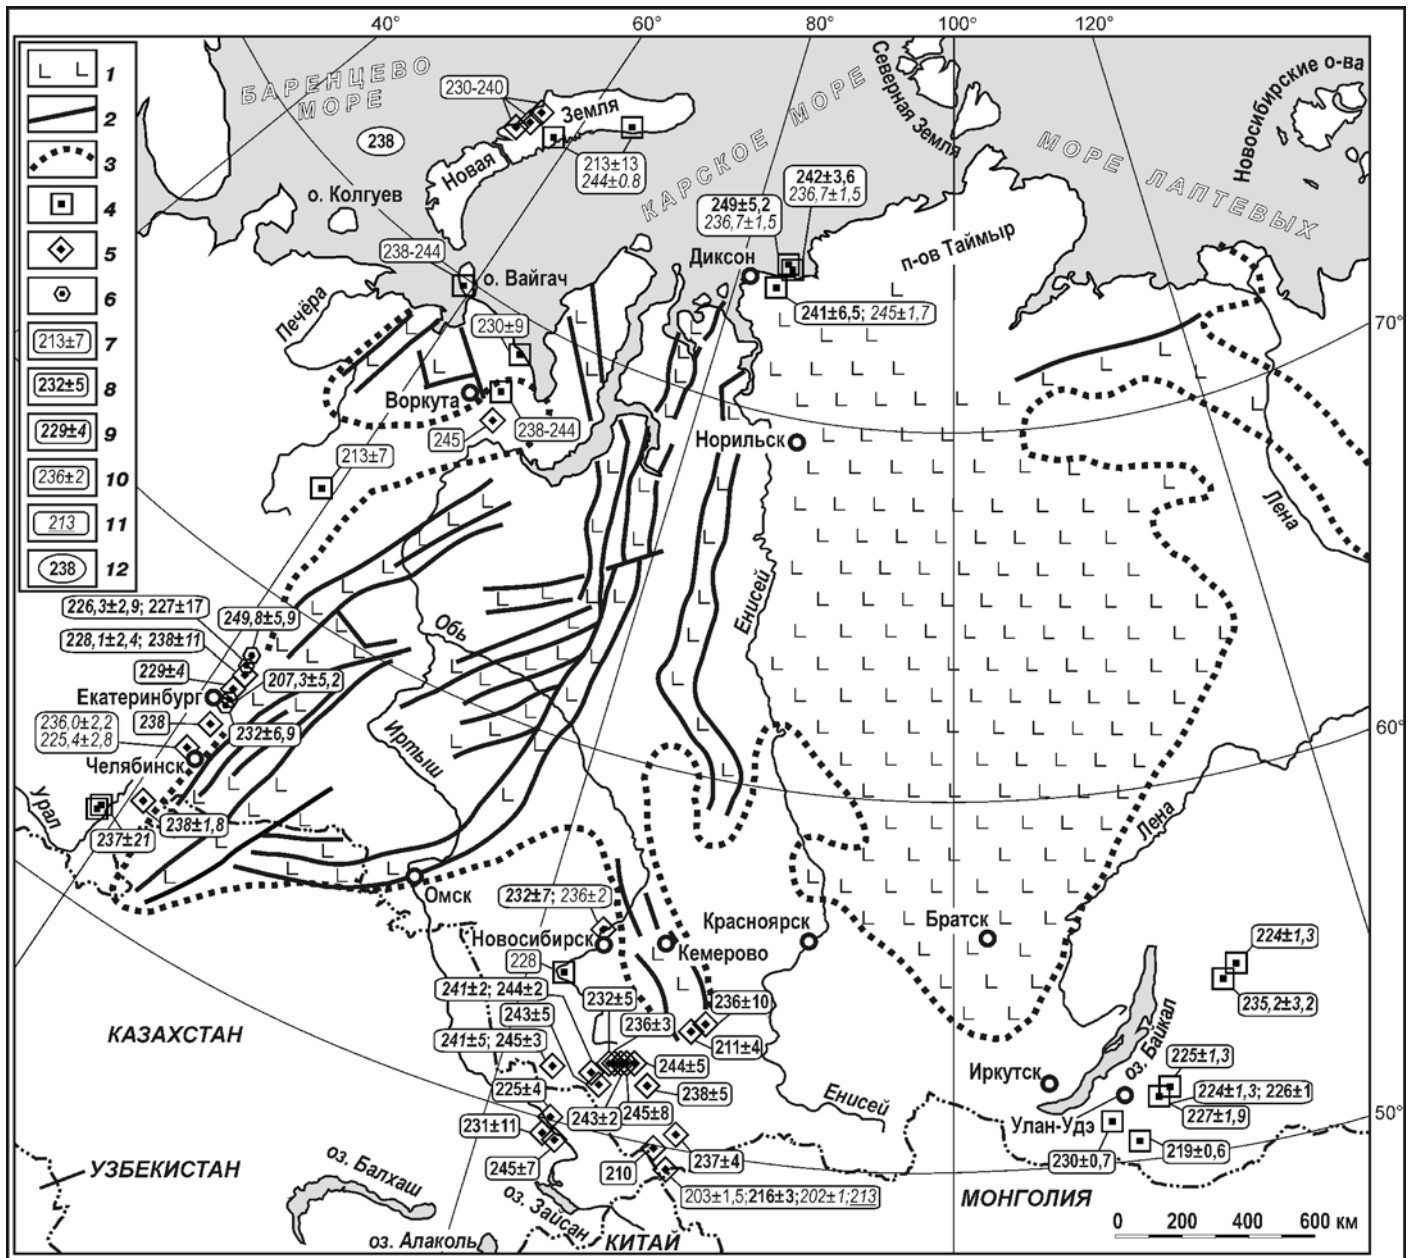 40°
60°
80°
100°
120°
1
2
3
4
5
6
213±7 7
232±5 8
229±4 9
236±2 10
213 11
238 12
БАРЕНЦЕВО
МОРЕ
238
230-240
Новая
Земля
213±13
244±0.8
КАРСКОЕ МОРЕ
Северная Земля
МОРЕ ЛАПТЕВЫХ
Новосибирские о-ва
о. Колгуев
238-244
о. Вайгач
249±5,2
236,7±1,5
242±3,6
236,7±1,5
Диксон
п-ов Таймыр
241±6,5; 245±1,7
70°
Печёра
230±9
Воркута
245
238-244
213±7
Норильск
Лена
Обь
Енисей
226,3±2,9; 227±17
249,8±5,9
228,1±2,4; 238±11
229±4
207,3±5,2
Екатеринбург
236,0±2,2
225,4±2,8
238
232±6,9
Челябинск
Иртыш
60°
Урал
237±21
238±1,8
Лена
Омск
232±7; 236±2
Новосибирск
Красноярск
Кемерово
Братск
228
241±2; 244±2
232±5
236±10
224±1,3
235,2±3,2
243±5
236±3
211±4
КАЗАХСТАН
241±5; 245±3
244±5
оз. Байкал
225±1,3
Иркутск
225±4
238±5
224±1,3; 226±1
227±1,9
Енисей
Улан-Удэ
50°
243±2
245±8
231±11
245±7
210
237±4
230±0,7
219±0,6
УЗБЕКИСТАН
оз. Балхаш
оз. Зайсан
203±1,5;216±3;202±1;213
МОНГОЛИЯ
0 200 400 600 км
оз. Алаколь
КИТАЙ